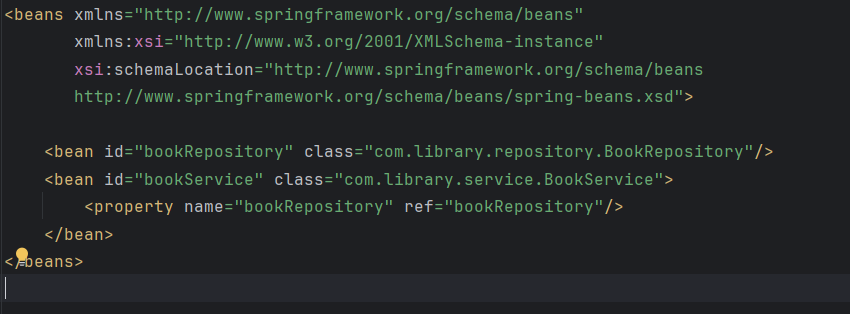 <beans xmlns="http://www.springframework.org/schema/beans"
xmlns:xsi="http://www.w3.org/2001/XMLSchema-instance"
xsi:schemaLocation="http://www.springframework.org/schema/beans
http://www.springframework.org/schema/beans/spring-beans.xsd">
<bean id="bookRepository" class="com.library.repository.BookRepository"/>
<bean id="bookService" class="com.library.service.BookService">
<property name="bookRepository" ref="bookRepository"/>
</bean>
</beans>